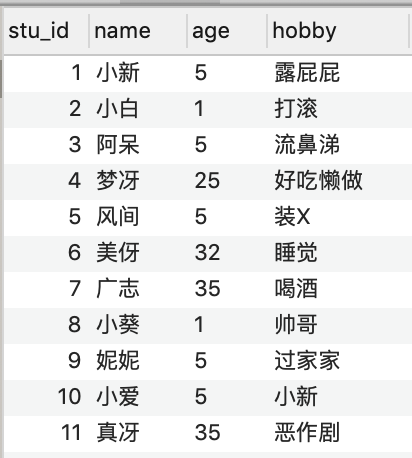 stu_id name age hobby
1 小新 5 露屁屁
2 小白 1 打滚
3 阿呆 5 流鼻涕
4 梦冴 25 好吃懒做
5 风间 5 装X
6 美伢 32 睡觉
7 广志 35 喝酒
8 小葵 1 帅哥
9 妮妮 5 过家家
10 小爱 5 小新
11 真冴 35 恶作剧